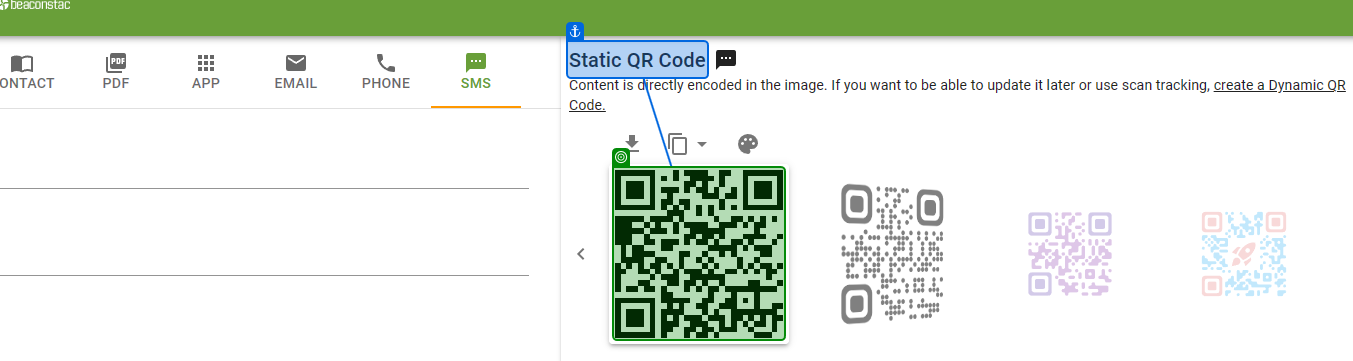 beaconstac
ONTACT
PDF
PDF
APP
EMAIL
PHONE
SMS
Static QR Code
Content is directly encoded in the image. If you want to be able to update it later or use scan tracking, create a Dynamic QR
Code.